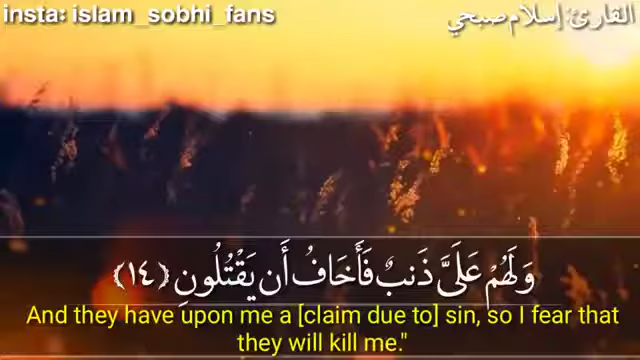 insta: islam_sobhi_fans
القارئ: إسلام صبحي
وَلَهُمْ عَلَيَّ ذَنبٌ فَأَخَافُ أَن يَقْتُلُونِ (١٤)
And they have upon me a [claim due to] sin, so I fear that
they will kill me."